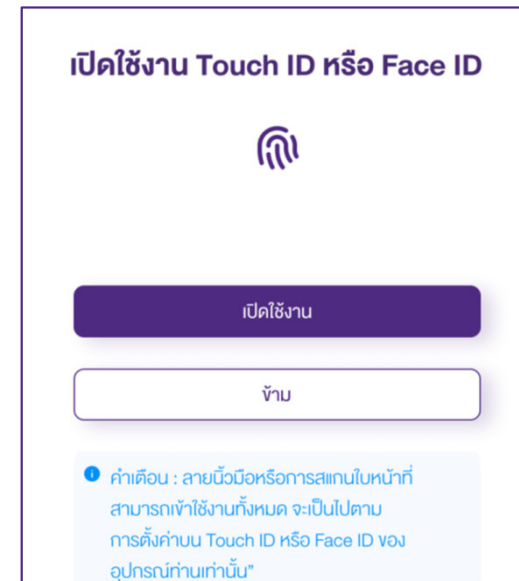 เปิดใช้งาน Touch ID หรือ Face ID
เปิดใช้งาน
ข้าม
คำเตือน : ลายนิ้วมือหรือการสแกนใบหน้าที่
สามารถเข้าใช้งานทั้งหมด จะเป็นไปตาม
การตั้งค่าบน Touch ID หรือ Face ID ของ
อุปกรณ์ท่านเท่านั้น"